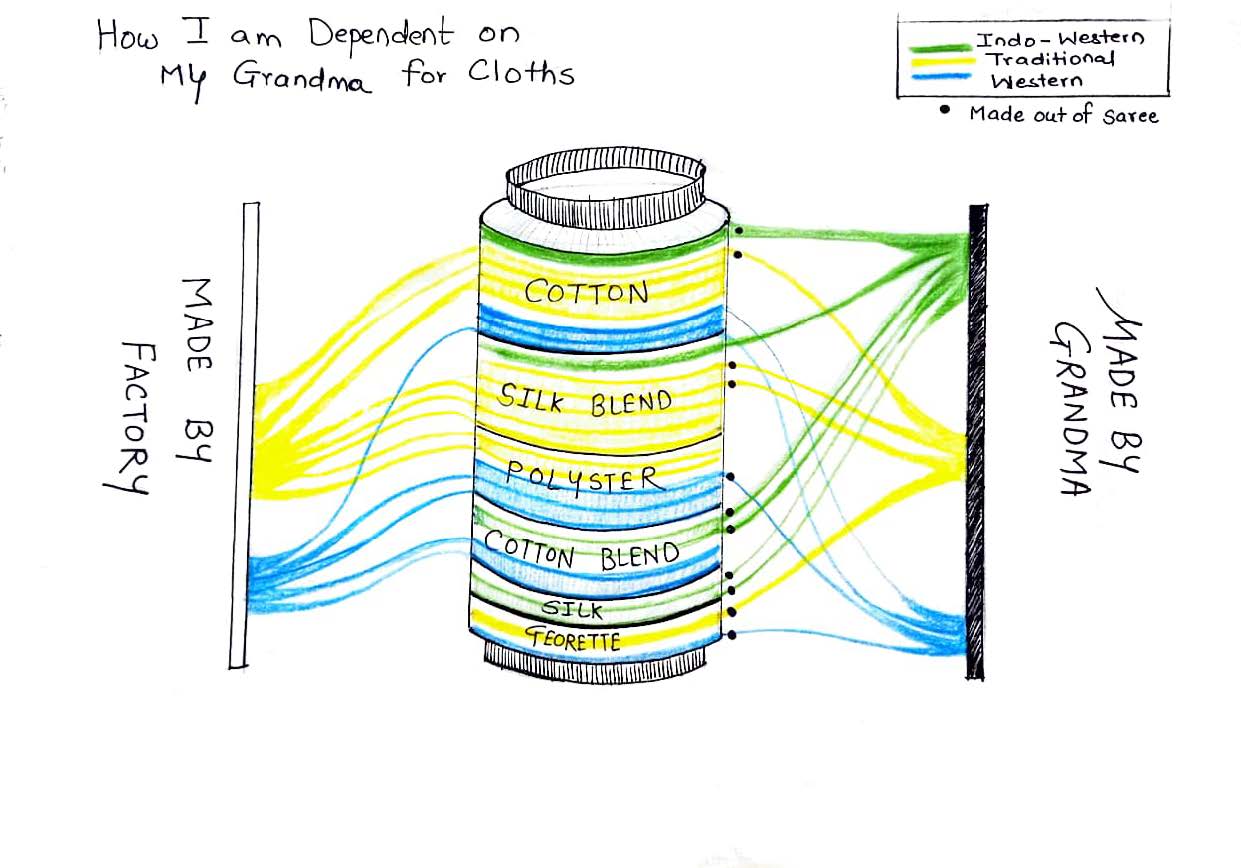 How I am Dependent on
My Grandma for Cloths
Indo-Western
Traditional
Western
Made out of saree
MADE BY
FACTORY
COTTON
SILK BLEND
POLYSTER
COTTON BLEND
SILK
GEORETTE
MADE BY
GRANDMA